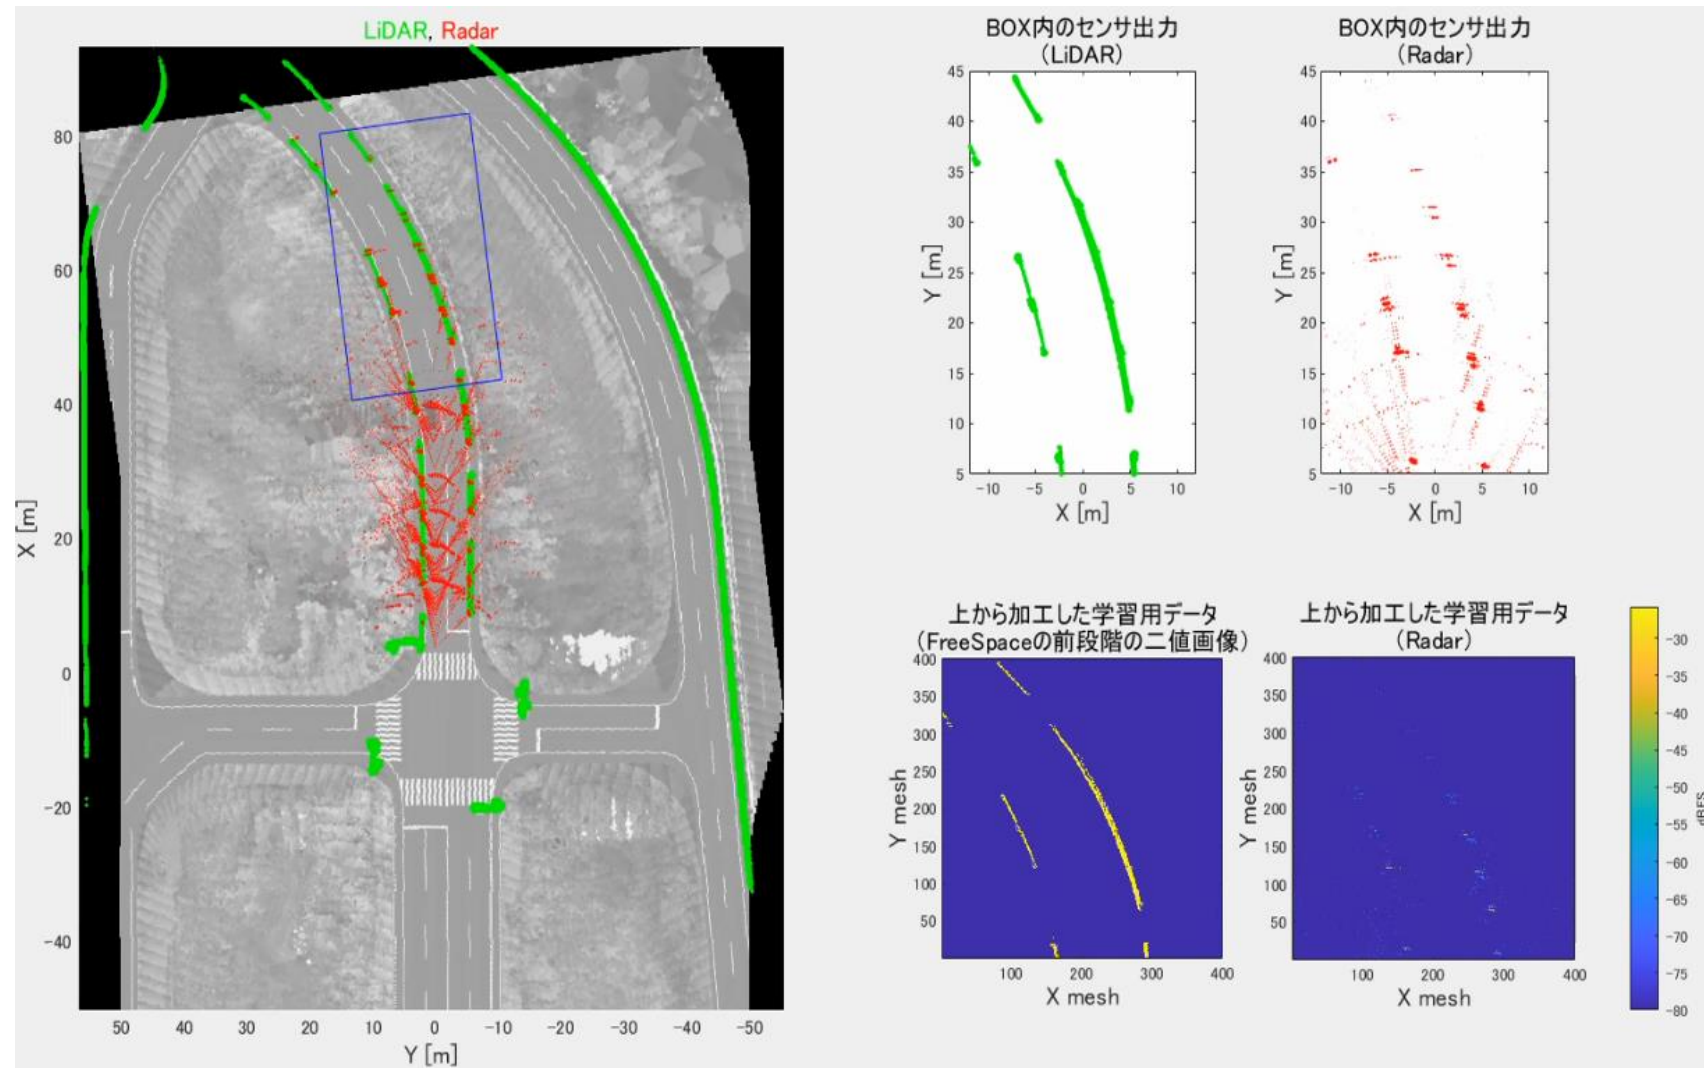 LiDAR, Radar
80
60
40
20
0
-20
-40
X [m]
50 40 30 20 10 0 -10 -20 -30 -40 -50
Y [m]
BOX内のセンサ出力
(LiDAR)
45
40
35
30
25
20
15
10
5
Y [m]
-10 -5 0 5 10
X [m]
BOX内のセンサ出力
(Radar)
45
40
35
30
25
20
15
10
5
Y [m]
-10 -5 0 5 10
X [m]
上から加工した学習用データ
(FreeSpaceの前段階の二値画像)
400
350
300
250
200
150
100
50
Y mesh
100 200 300 400
X mesh
上から加工した学習用データ
(Radar)
400
350
300
250
200
150
100
50
Y mesh
100 200 300 400
X mesh
-30
-35
-40
-45
-50
-55
-60
-65
-70
-75
-80
dBFS